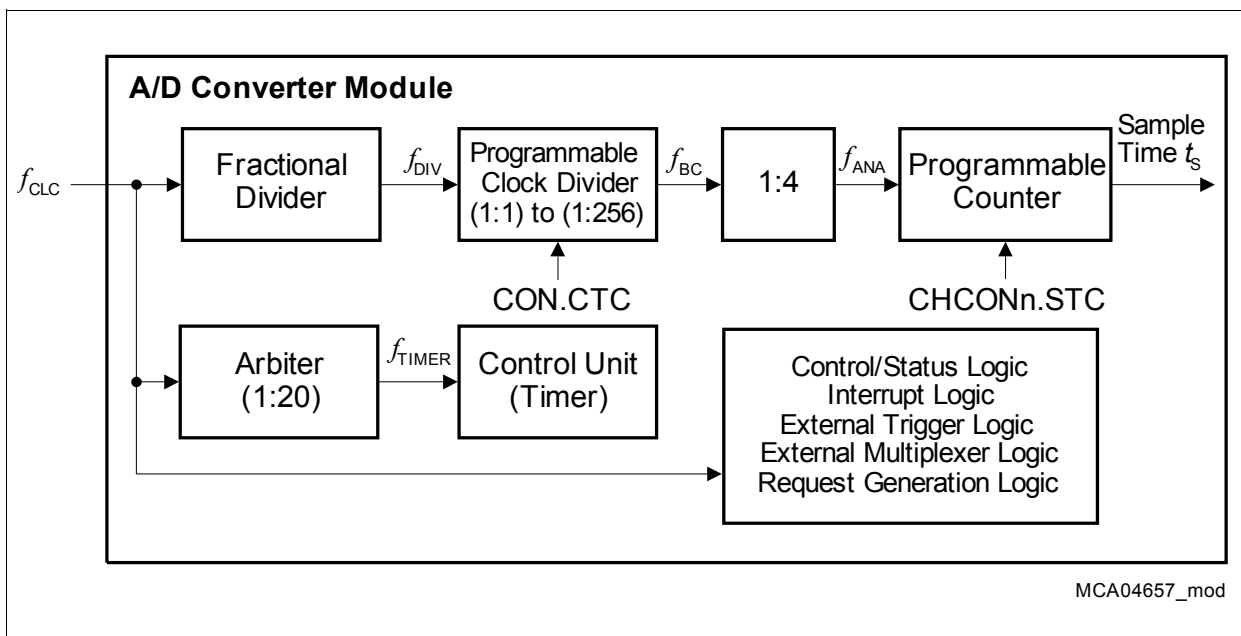 A/D Converter Module
fCLC
Fractional
Divider
fDIV
Programmable
Clock Divider
(1:1) to (1:256)
fBC
1:4
fANA
Programmable
Counter
Sample
Time tS
CON.CTC
CHCONn.STC
Arbiter
(1:20)
fTIMER
Control Unit
(Timer)
Control/Status Logic
Interrupt Logic
External Trigger Logic
External Multiplexer Logic
Request Generation Logic
MCA04657_mod